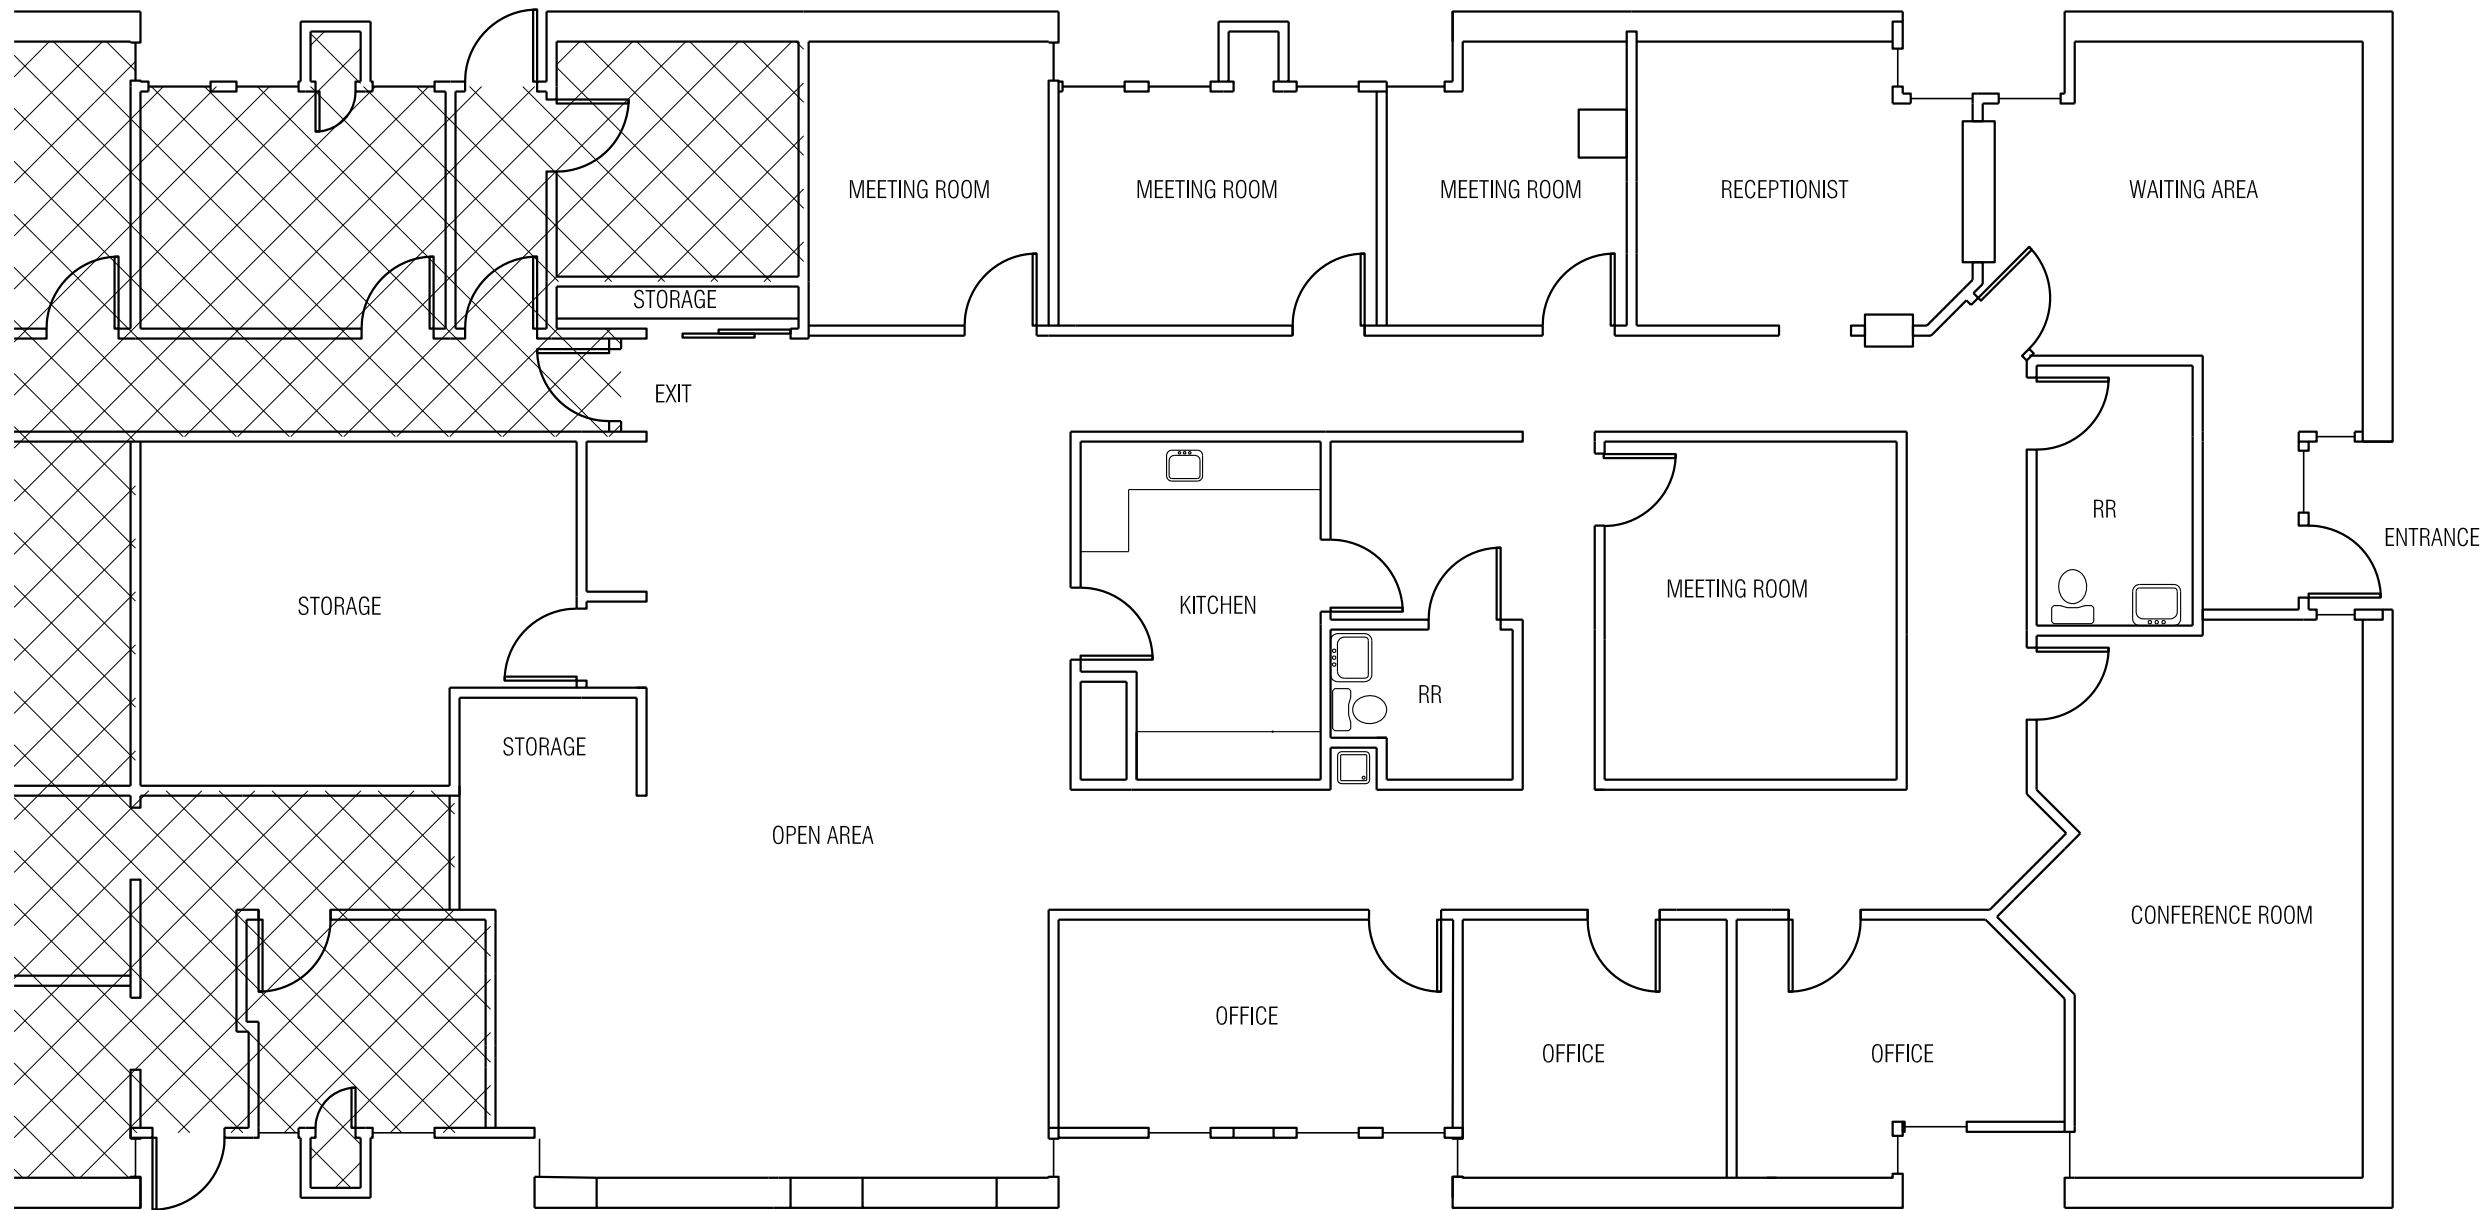 MEETING ROOM
MEETING ROOM
MEETING ROOM
RECEPTIONIST
WAITING AREA
STORAGE
EXIT
RR
ENTRANCE
STORAGE
KITCHEN
MEETING ROOM
RR
STORAGE
OPEN AREA
CONFERENCE ROOM
OFFICE
OFFICE
OFFICE